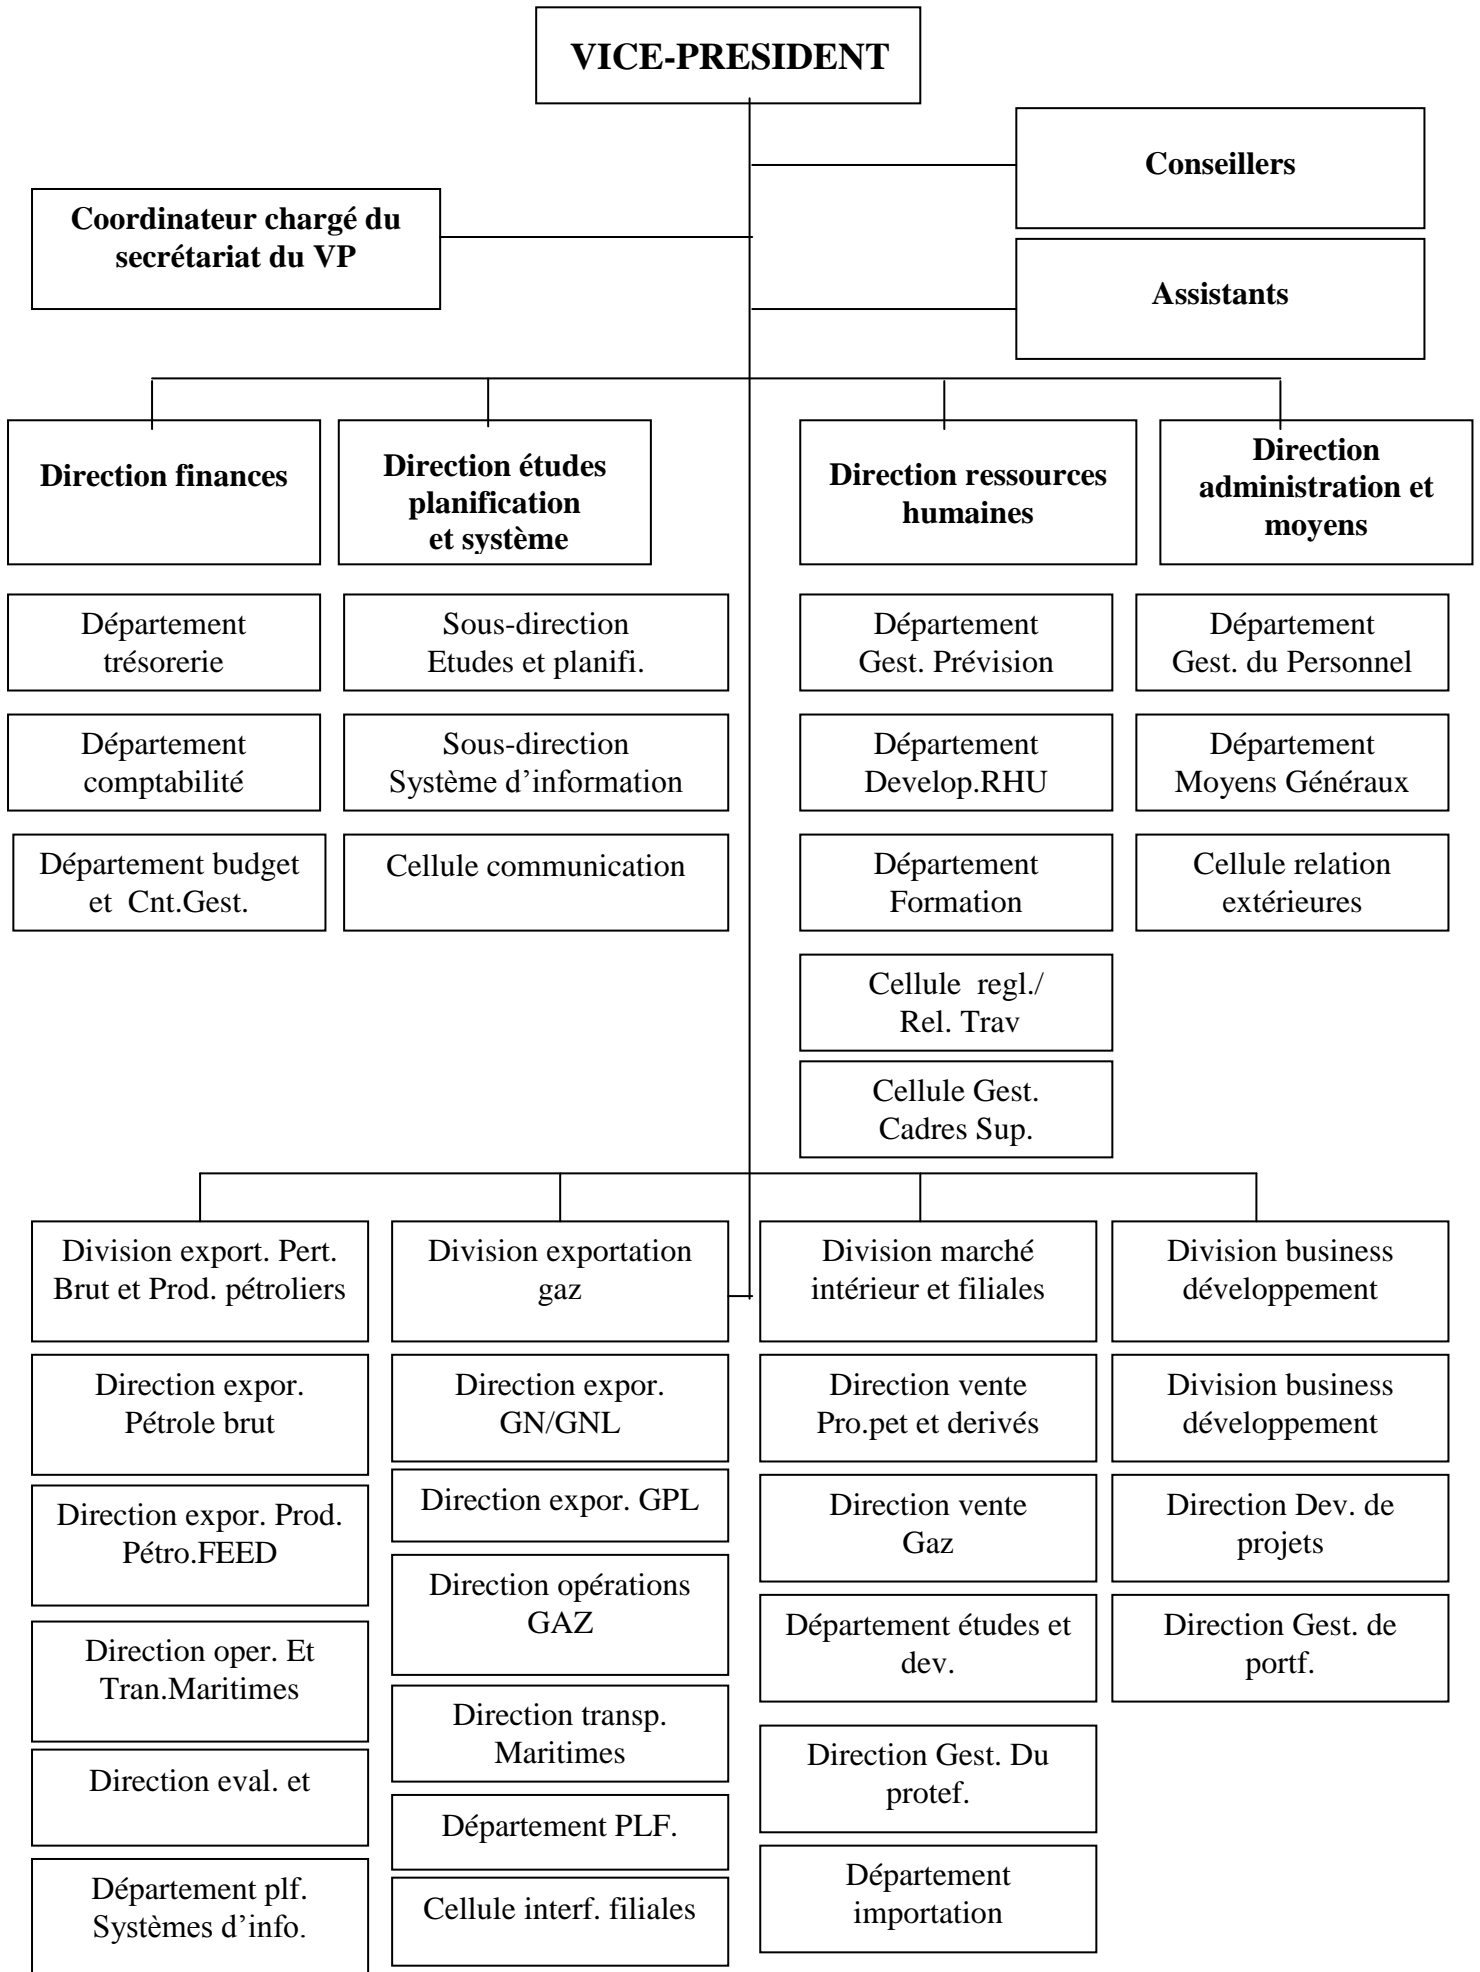 VICE-PRESIDENT
Conseillers
Coordinateur chargé du
secrétariat du VP
Assistants
Direction finances
Direction études
planification
et système
Direction ressources
humaines
Direction
administration et
moyens
Département
trésorerie
Sous-direction
Etudes et planifi.
Département
Gest. Prévision
Département
Gest. du Personnel
Département
comptabilité
Sous-direction
Système d’information
Département
Develop.RHU
Département
Moyens Généraux
Département budget
et Cnt.Gest.
Cellule communication
Département
Formation
Cellule relation
extérieures
Cellule regl./
Rel. Trav
Cellule Gest.
Cadres Sup.
Division export. Pert.
Brut et Prod. pétroliers
Division exportation
gaz
Division marché
intérieur et filiales
Division business
développement
Direction expor.
Pétrole brut
Direction expor.
GN/GNL
Direction vente
Pro.pet et derivés
Division business
développement
Direction expor. Prod.
Pétro.FEED
Direction expor. GPL
Direction vente
Gaz
Direction Dev. de
projets
Direction opérations
GAZ
Département études et
dev.
Direction Gest. de
portf.
Direction oper. Et
Tran.Maritimes
Direction transp.
Maritimes
Direction Gest. Du
protef.
Direction eval. et
Département PLF.
Département
importation
Département plf.
Systèmes d’info.
Cellule interf. filiales